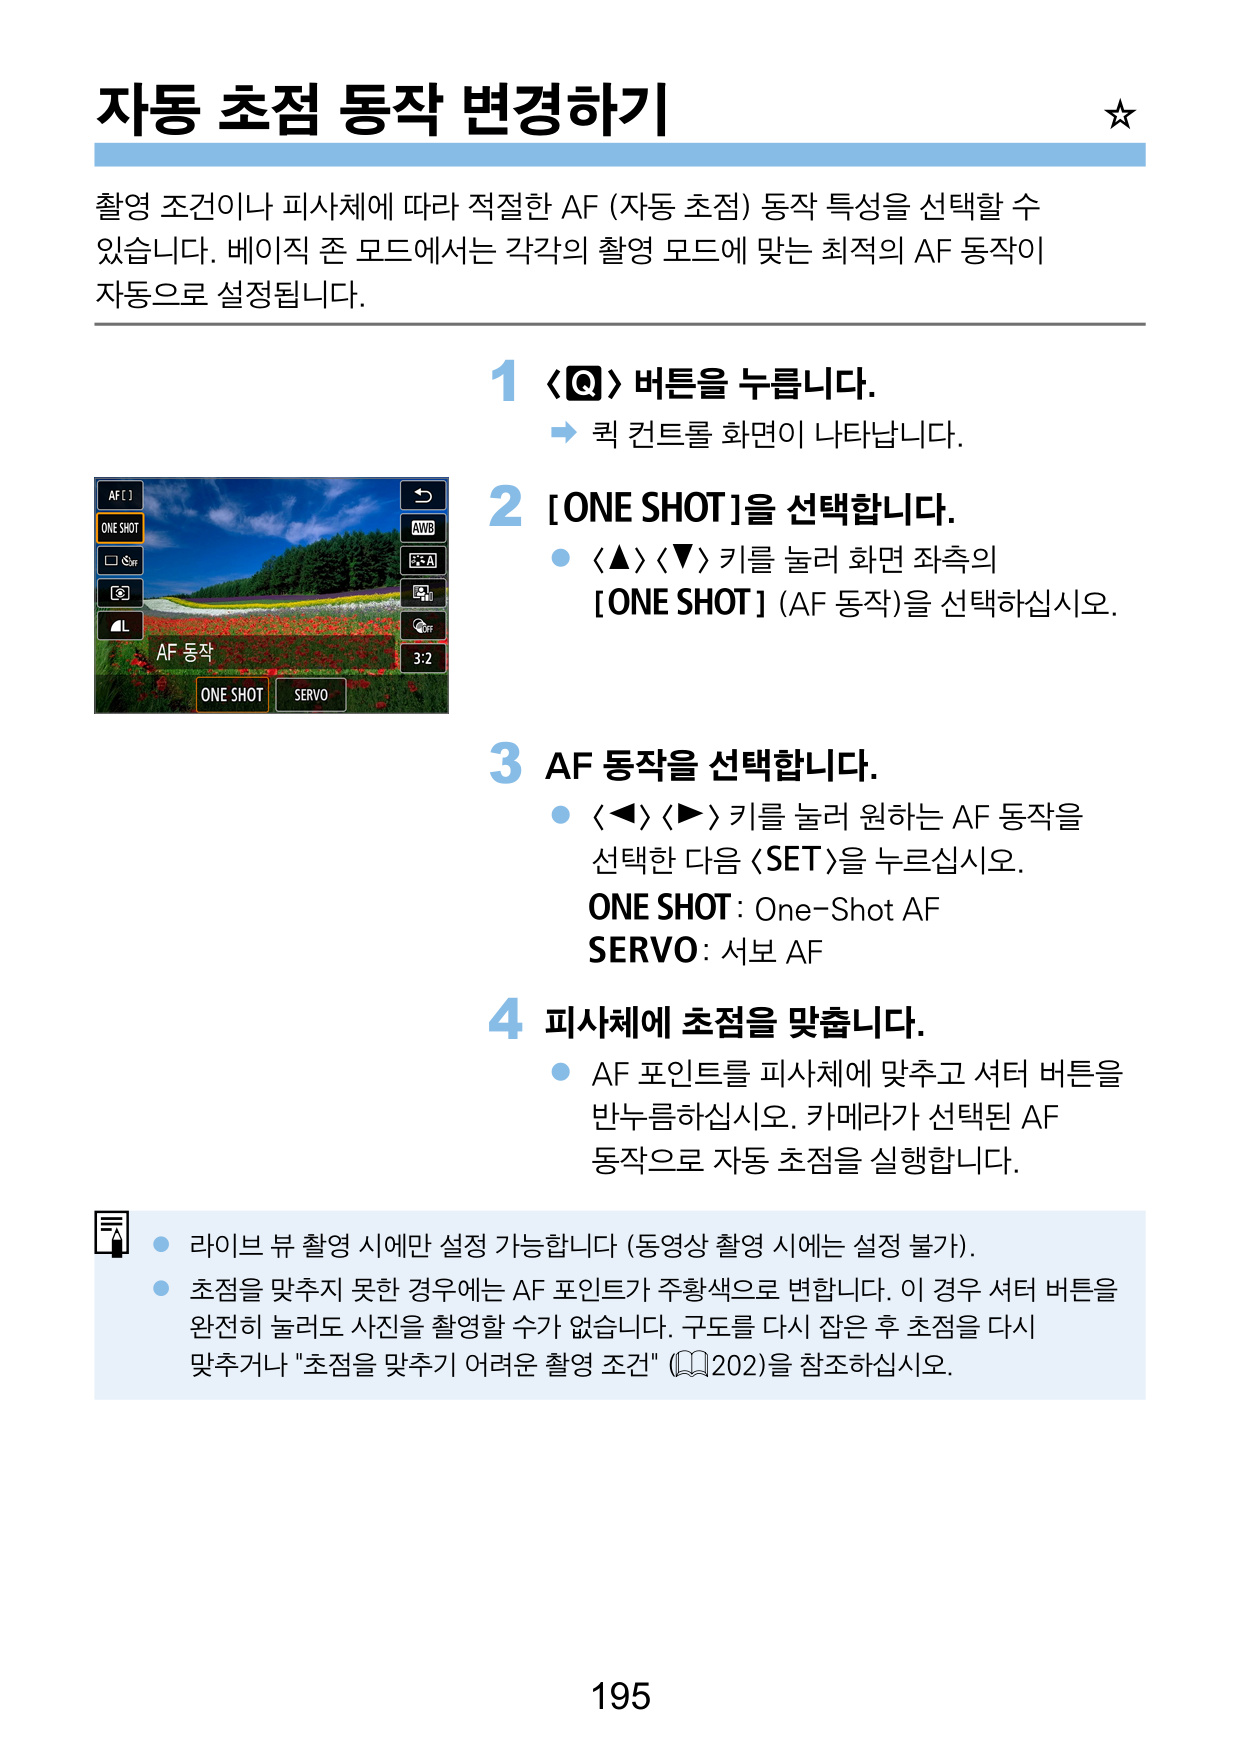 자동 초점 동작 변경하기 ☆
촬영 조건이나 피사체에 따라 적절한 AF (자동 초점) 동작 특성을 선택할 수
있습니다. 베이직 존 모드에서는 각각의 촬영 모드에 맞는 최적의 AF 동작이
자동으로 설정됩니다.
1 <Q> 버튼을 누릅니다.
➡ 퀵 컨트롤 화면이 나타납니다.
AF[ ]
ONE SHOT
AWB
OFF
A
L
OFF
AF 동작
3:2
ONE SHOT SERVO
2 [ONE SHOT]을 선택합니다.
● <▲><▼> 키를 눌러 화면 좌측의
[ONE SHOT] (AF 동작)을 선택하십시오.
3 AF 동작을 선택합니다.
● <◀><▶> 키를 눌러 원하는 AF 동작을
선택한 다음 <SET>을 누르십시오.
ONE SHOT: One-Shot AF
SERVO: 서보 AF
4 피사체에 초점을 맞춥니다.
● AF 포인트를 피사체에 맞추고 셔터 버튼을
반누름하십시오. 카메라가 선택된 AF
동작으로 자동 초점을 실행합니다.
● 라이브 뷰 촬영 시에만 설정 가능합니다 (동영상 촬영 시에는 설정 불가).
● 초점을 맞추지 못한 경우에는 AF 포인트가 주황색으로 변합니다. 이 경우 셔터 버튼을
완전히 눌러도 사진을 촬영할 수가 없습니다. 구도를 다시 잡은 후 초점을 다시
맞추거나 "초점을 맞추기 어려운 촬영 조건" (202)을 참조하십시오.
195